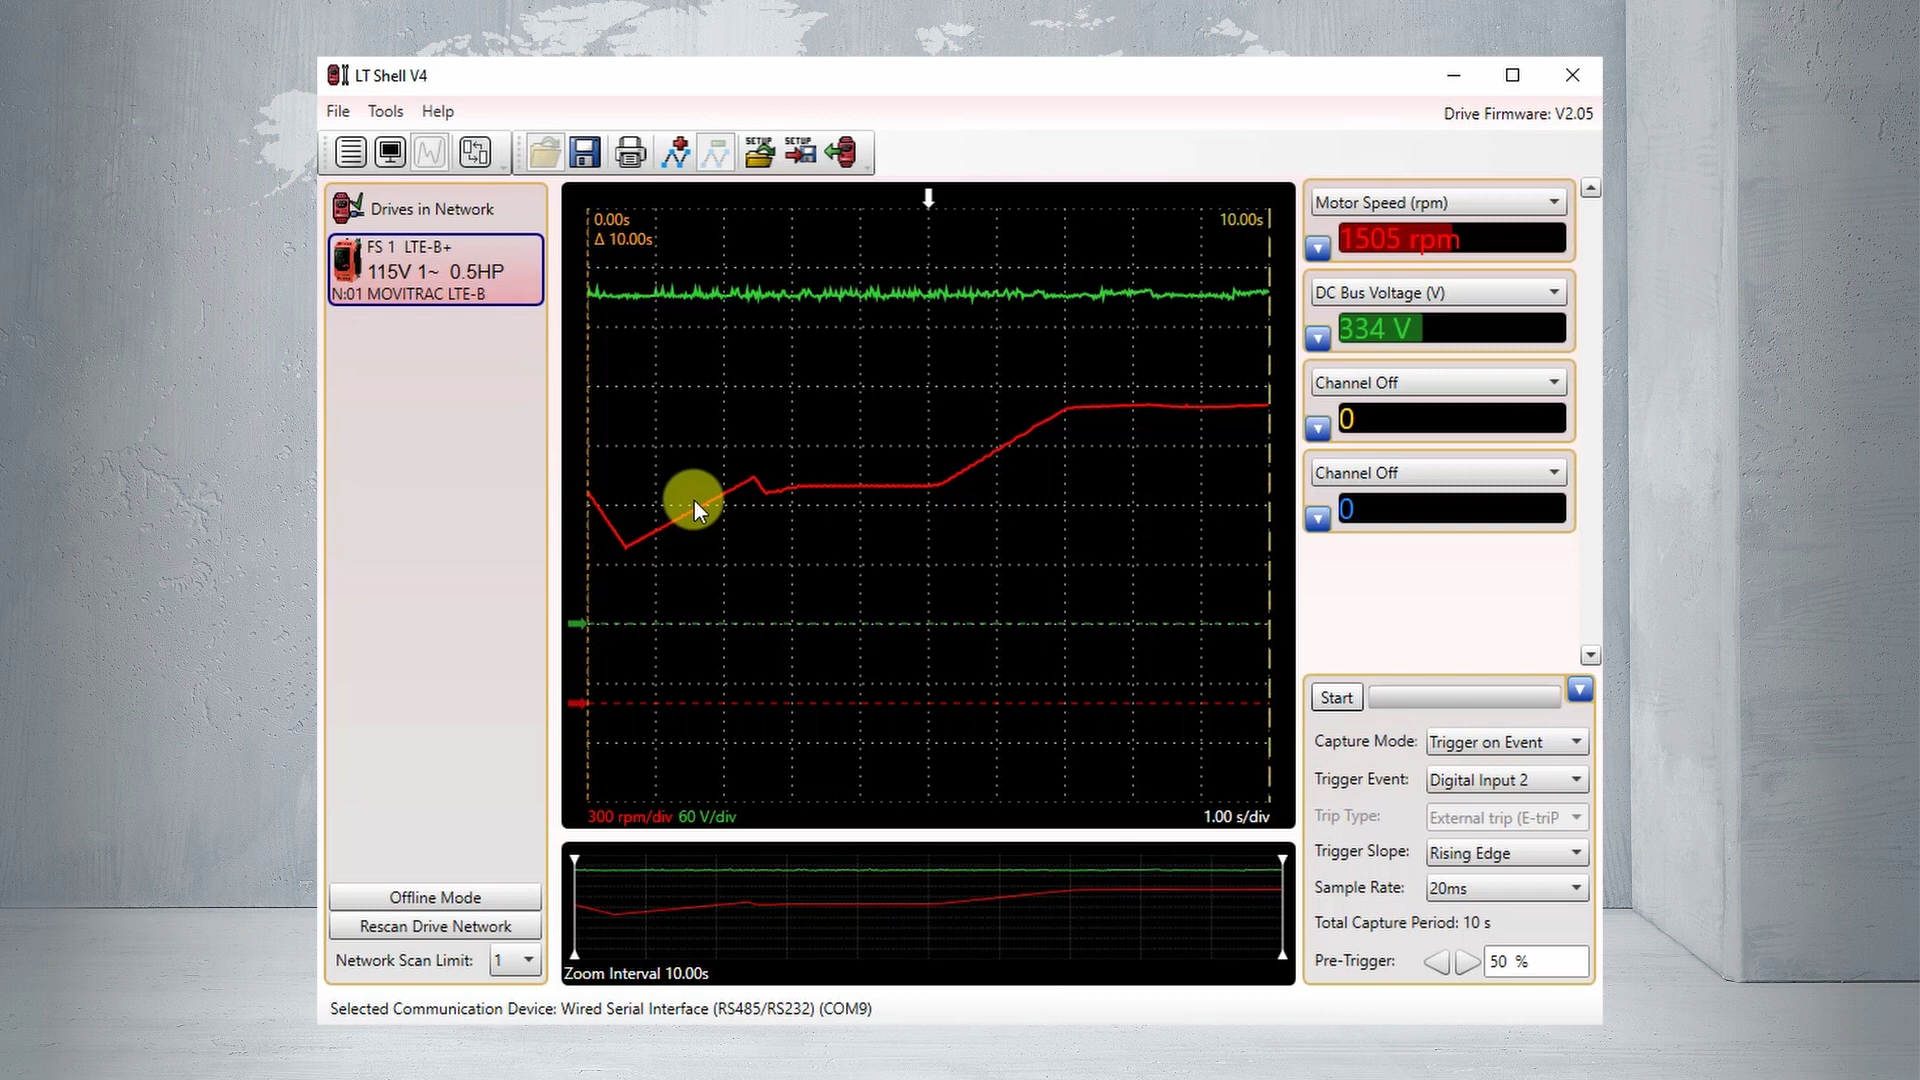 LT Shell V4
File Tools Help
Drive Firmware: V2.05
SETUP SETUP
Drives in Network
FS 1 LTE-B+
115V 1~ 0.5HP
N:01 MOVITRAC LTE-B
Offline Mode
Rescan Drive Network
Network Scan Limit: 1
0.00s 10.00s
Δ 10.00s
300 rpm/div 60 V/div 1.00 s/div
Zoom Interval 10.00s
Motor Speed (rpm)
1505 rpm
DC Bus Voltage (V)
334 V
Channel Off
0
Channel Off
0
Start
Capture Mode: Trigger on Event
Trigger Event: Digital Input 2
Trip Type: External trip (E-triP
Trigger Slope: Rising Edge
Sample Rate: 20ms
Total Capture Period: 10 s
Pre-Trigger: 50 %
Selected Communication Device: Wired Serial Interface (RS485/RS232) (COM9)